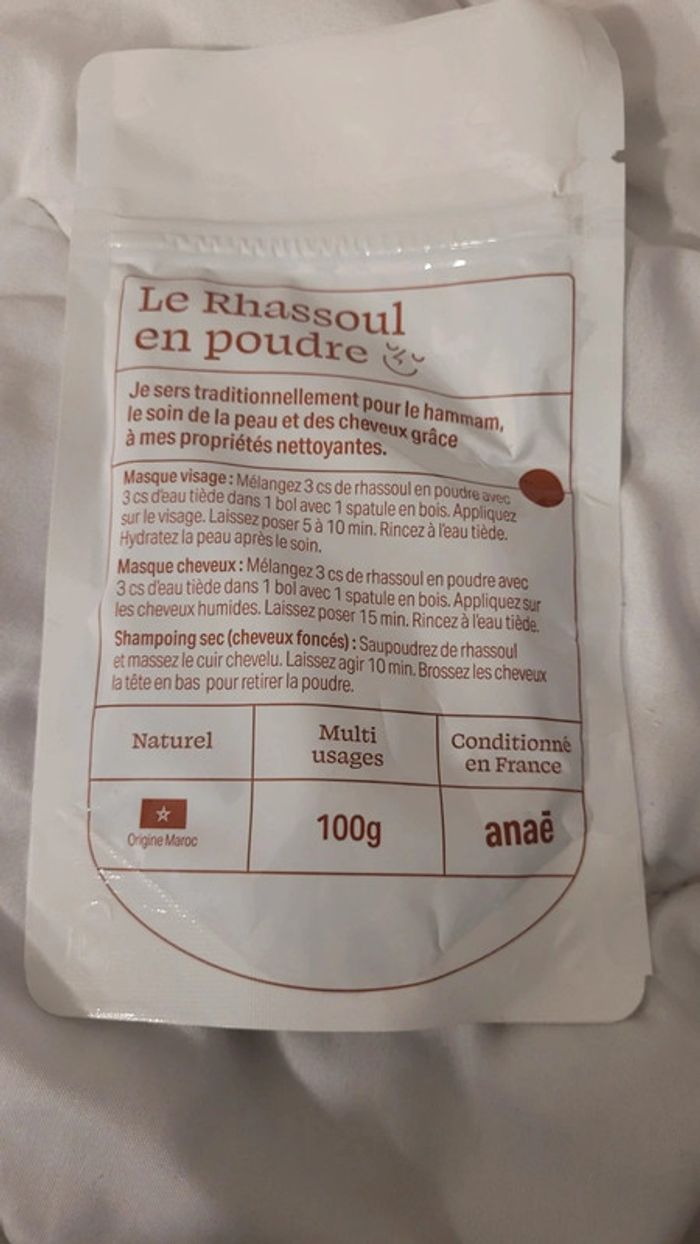 Le Rhassoul
en poudre
Je sers traditionnellement pour le hammam,
le soin de la peau et des cheveux grâce
à mes propriétés nettoyantes.
Masque visage : Mélangez 3 cs de rhassoul en poudre avec
3 cs d'eau tiède dans 1 bol avec 1 spatule en bois. Appliquez
sur le visage. Laissez poser 5 à 10 min. Rincez à l'eau tiède.
Hydratez la peau après le soin.
Masque cheveux : Mélangez 3 cs de rhassoul en poudre avec
3 cs d'eau tiède dans 1 bol avec 1 spatule en bois. Appliquez sur
les cheveux humides. Laissez poser 15 min. Rincez à l'eau tiède.
Shampoing sec (cheveux foncés) : Saupoudrez de rhassoul
et massez le cuir chevelu. Laissez agir 10 min. Brossez les cheveux
la tête en bas pour retirer la poudre.
Naturel
Multi
usages
Conditionné
en France
Origine Maroc
100g
anaē